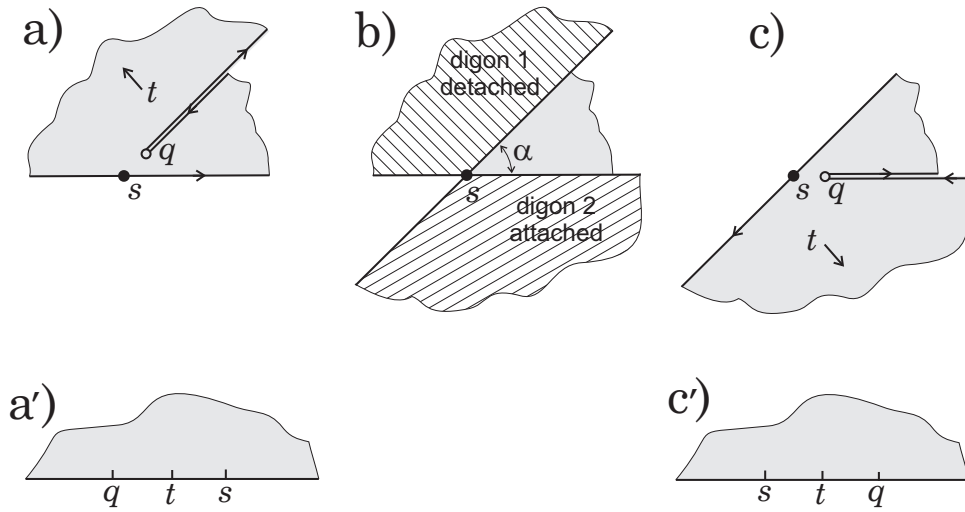 a)
t
q
s
b)
digon 1
detached
α
s
digon 2
attached
c)
s
q
t
a′)
q t s
c′)
s t q